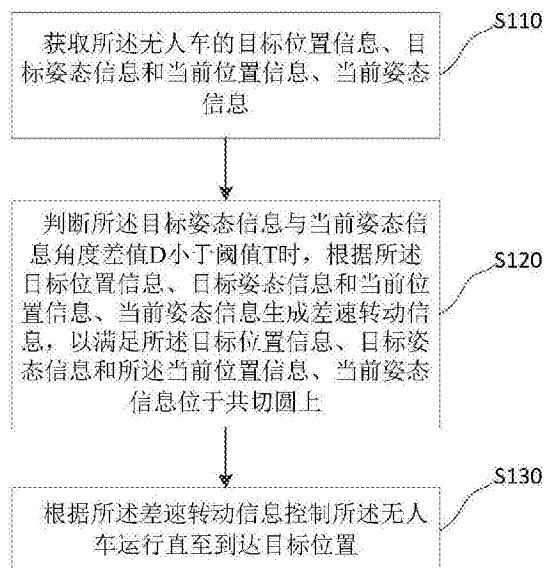 S110
获取所述无人车的目标位置信息、目
标姿态信息和当前位置信息、当前姿态
信息
S120
判断所述目标姿态信息与当前姿态信
息角度差值D小于阈值T时，根据所述
目标位置信息、目标姿态信息和当前位
置信息、当前姿态信息生成差速转动信
息，以满足所述目标位置信息、目标姿
态信息和所述当前位置信息、当前姿态
信息位于共切圆上
S130
根据所述差速转动信息控制所述无人
车运行直至到达目标位置